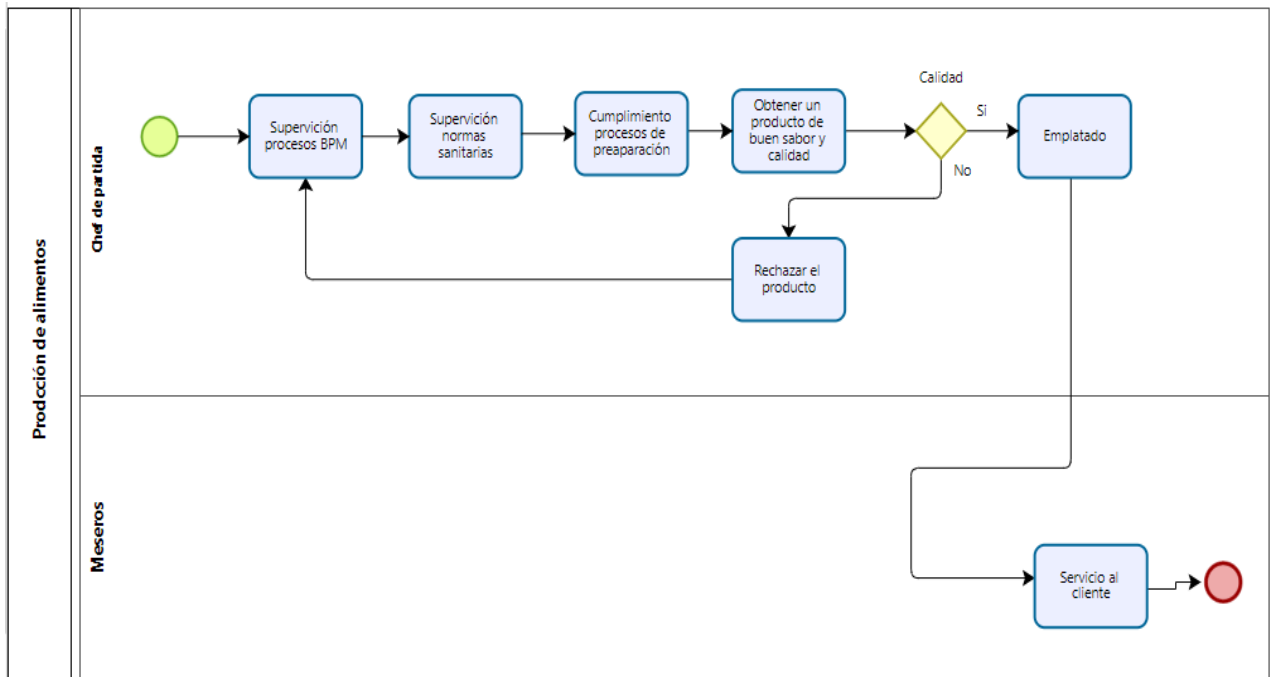 Prodcción de alimentos
Chef de partida
Supervición
procesos BPM
Supervición
normas
sanitarias
Cumplimiento
procesos de
preaparación
Obtener un
producto de
buen sabor y
calidad
Calidad
Si
No
Emplatado
Rechazar el
producto
Meseros
Servicio al
cliente